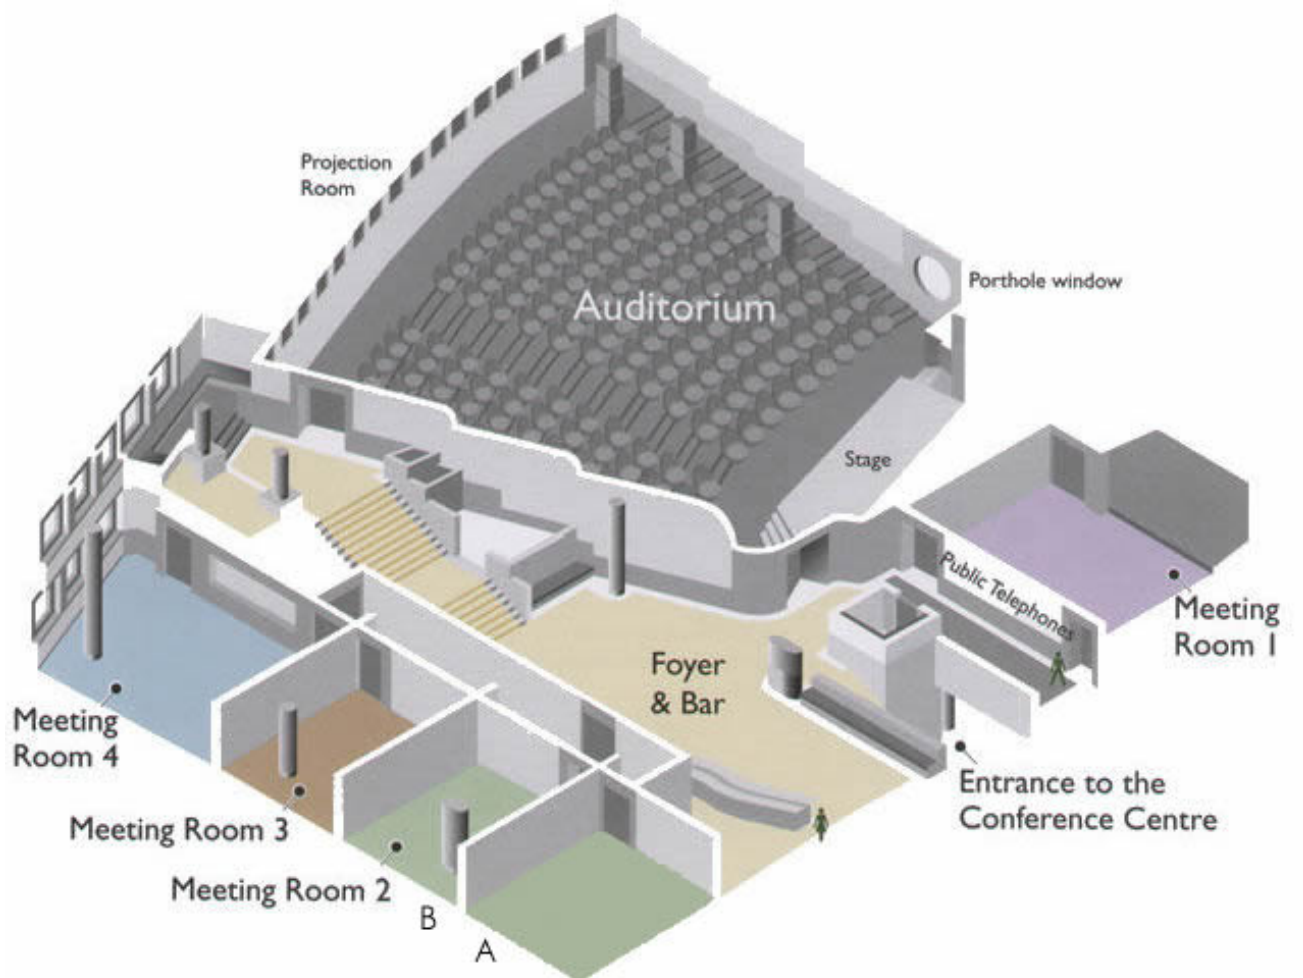 Projection
Room
Porthole window
Auditorium
Stage
Public Telephones
Meeting
Room 1
Foyer
& Bar
Meeting
Room 4
Entrance to the
Conference Centre
Meeting Room 3
Meeting Room 2
B
A